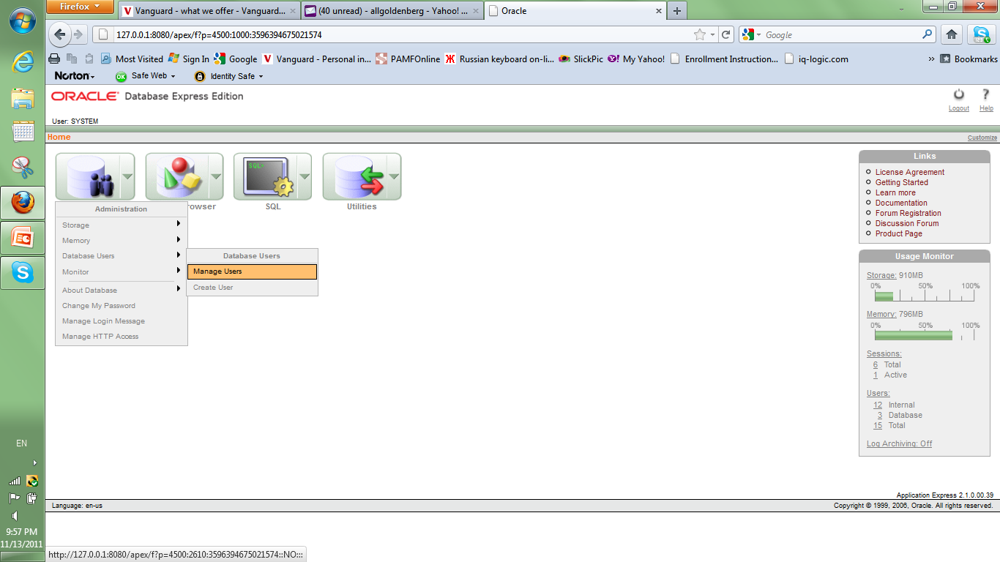 Firefox
Vanguard - what we offer - Vanguard...
(40 unread) - allgoldenberg - Yahoo! ...
Oracle
127.0.0.1:8080/apex/f?p=4500:1000:3596394675021574
Google
Most Visited
Sign In
Google
Vanguard - Personal in...
PAMFOnline
Russian keyboard on-li...
SlickPic
My Yahoo!
Enrollment Instruction...
iq-logic.com
Bookmarks
Norton
Safe Web
Identity Safe
ORACLE Database Express Edition
Logout
Help
User: SYSTEM
Home
Customize
SQL>
rowser
SQL
Utilities
Administration
Storage
Memory
Database Users
Monitor
About Database
Change My Password
Manage Login Message
Manage HTTP Access
Database Users
Manage Users
Create User
Links
License Agreement
Getting Started
Learn more
Documentation
Forum Registration
Discussion Forum
Product Page
Usage Monitor
Storage: 910MB
0% 50% 100%
Memory: 796MB
0% 50% 100%
Sessions:
6 Total
1 Active
Users:
12 Internal
3 Database
15 Total
Log Archiving: Off
Application Express 2.1.0.00.39
Language: en-us
Copyright © 1999, 2006, Oracle. All rights reserved.
EN
9:57 PM
11/13/2011
http://127.0.0.1:8080/apex/f?p=4500:2610:3596394675021574::NO:::